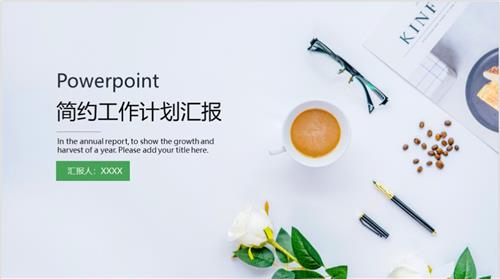 Powerpoint
简约工作计划汇报
In the annual report, to show the growth and
harvest of a year. Please add your title here.
汇报人：XXXX
KIN